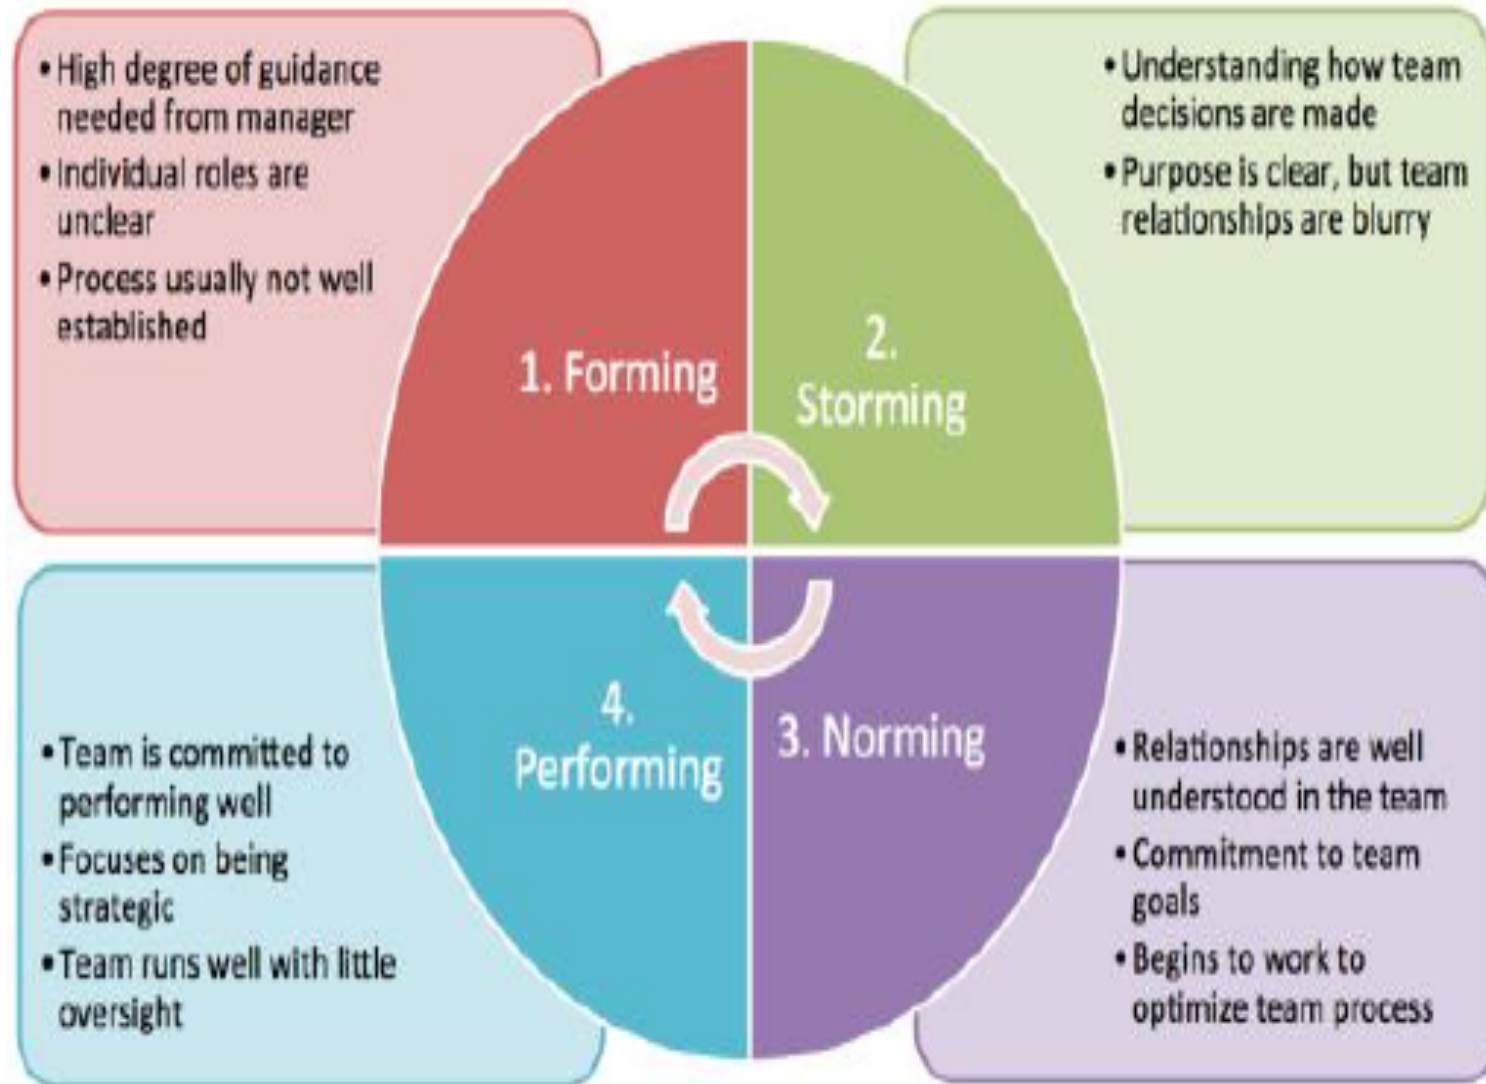 • High degree of guidance
needed from manager
• Individual roles are
unclear
• Process usually not well
established
1. Forming
• Understanding how team
decisions are made
• Purpose is clear, but team
relationships are blurry
2.
Storming
3. Norming
• Relationships are well
understood in the team
• Commitment to team
goals
• Begins to work to
optimize team process
4.
Performing
• Team is committed to
performing well
• Focuses on being
strategic
• Team runs well with little
oversight